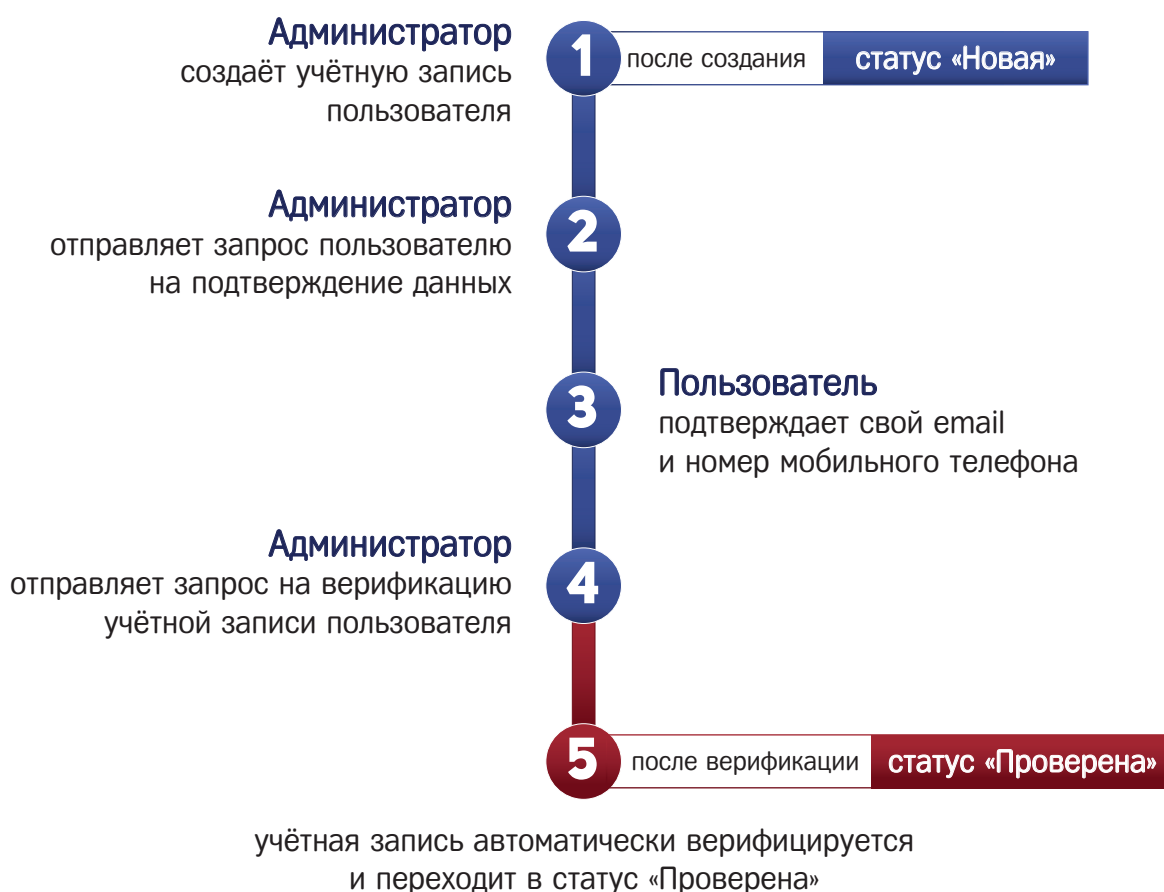 Администратор
создаёт учётную запись
пользователя
1
после создания
статус «Новая»
Администратор
отправляет запрос пользователю
на подтверждение данных
2
3
Пользователь
подтверждает свой email
и номер мобильного телефона
Администратор
отправляет запрос на верификацию
учётной записи пользователя
4
5
после верификации
статус «Проверена»
учётная запись автоматически верифицируется
и переходит в статус «Проверена»